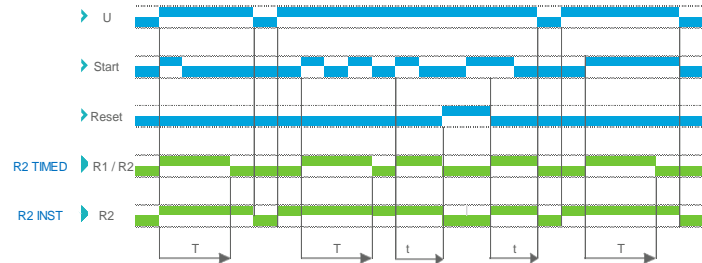 U
Start
Reset
R2 TIMED R1 / R2
R2 INST R2
T T t t T